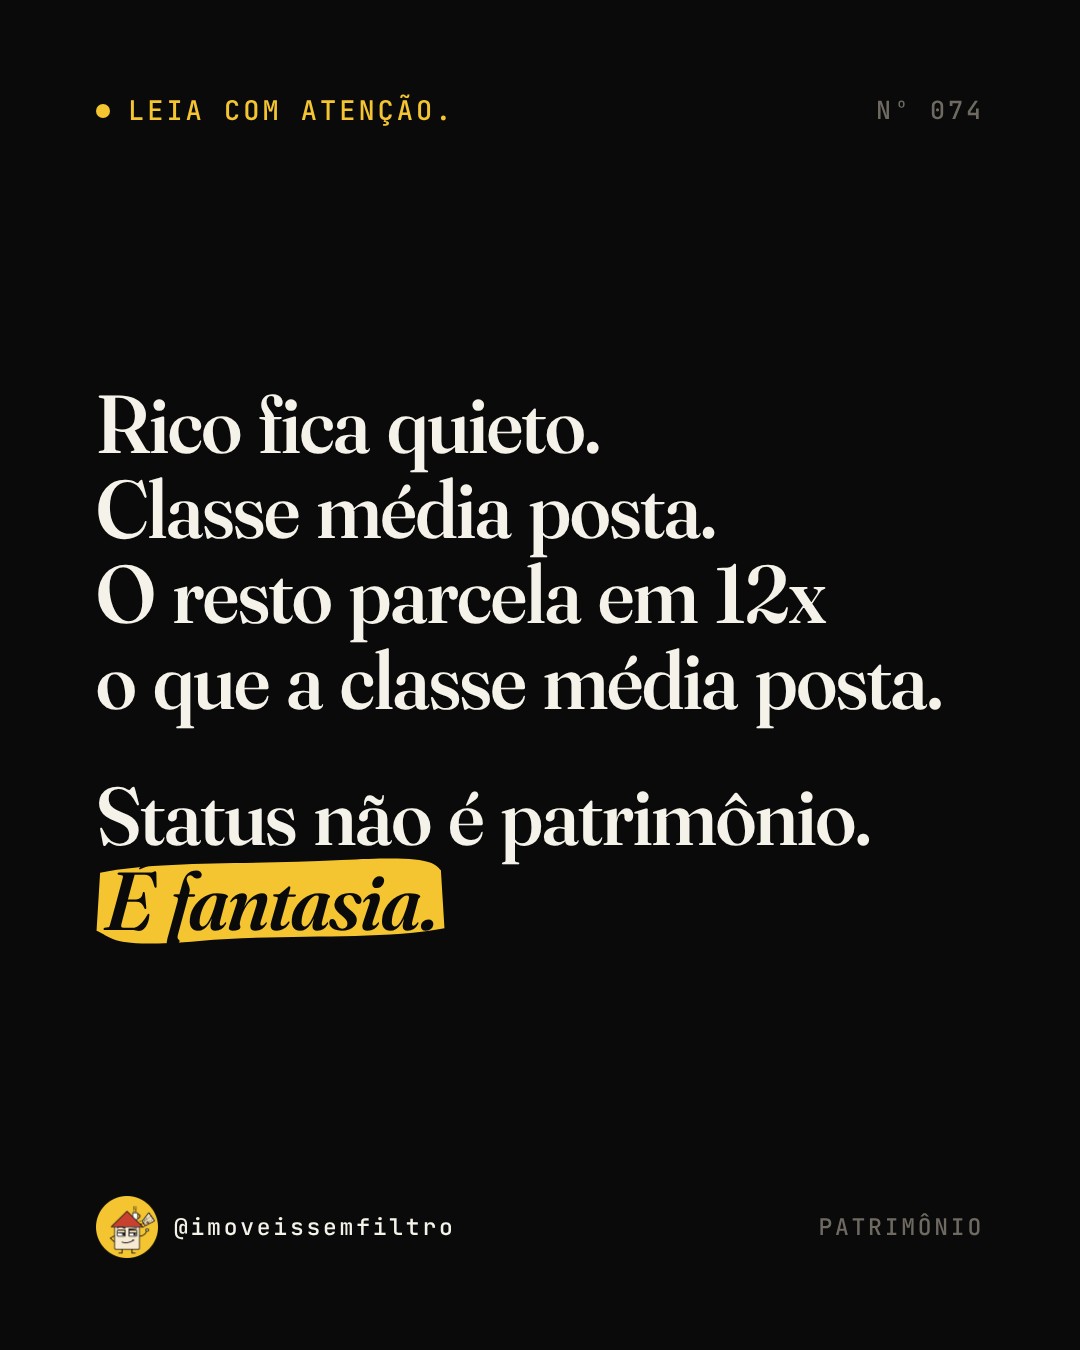 LEIA COM ATENÇÃO.
Nº 074
Rico fica quieto.
Classe média posta.
O resto parcela em 12x
o que a classe média posta.
Status não é patrimônio.
É fantasia.
@imoveissemfiltro
PATRIMÔNIO